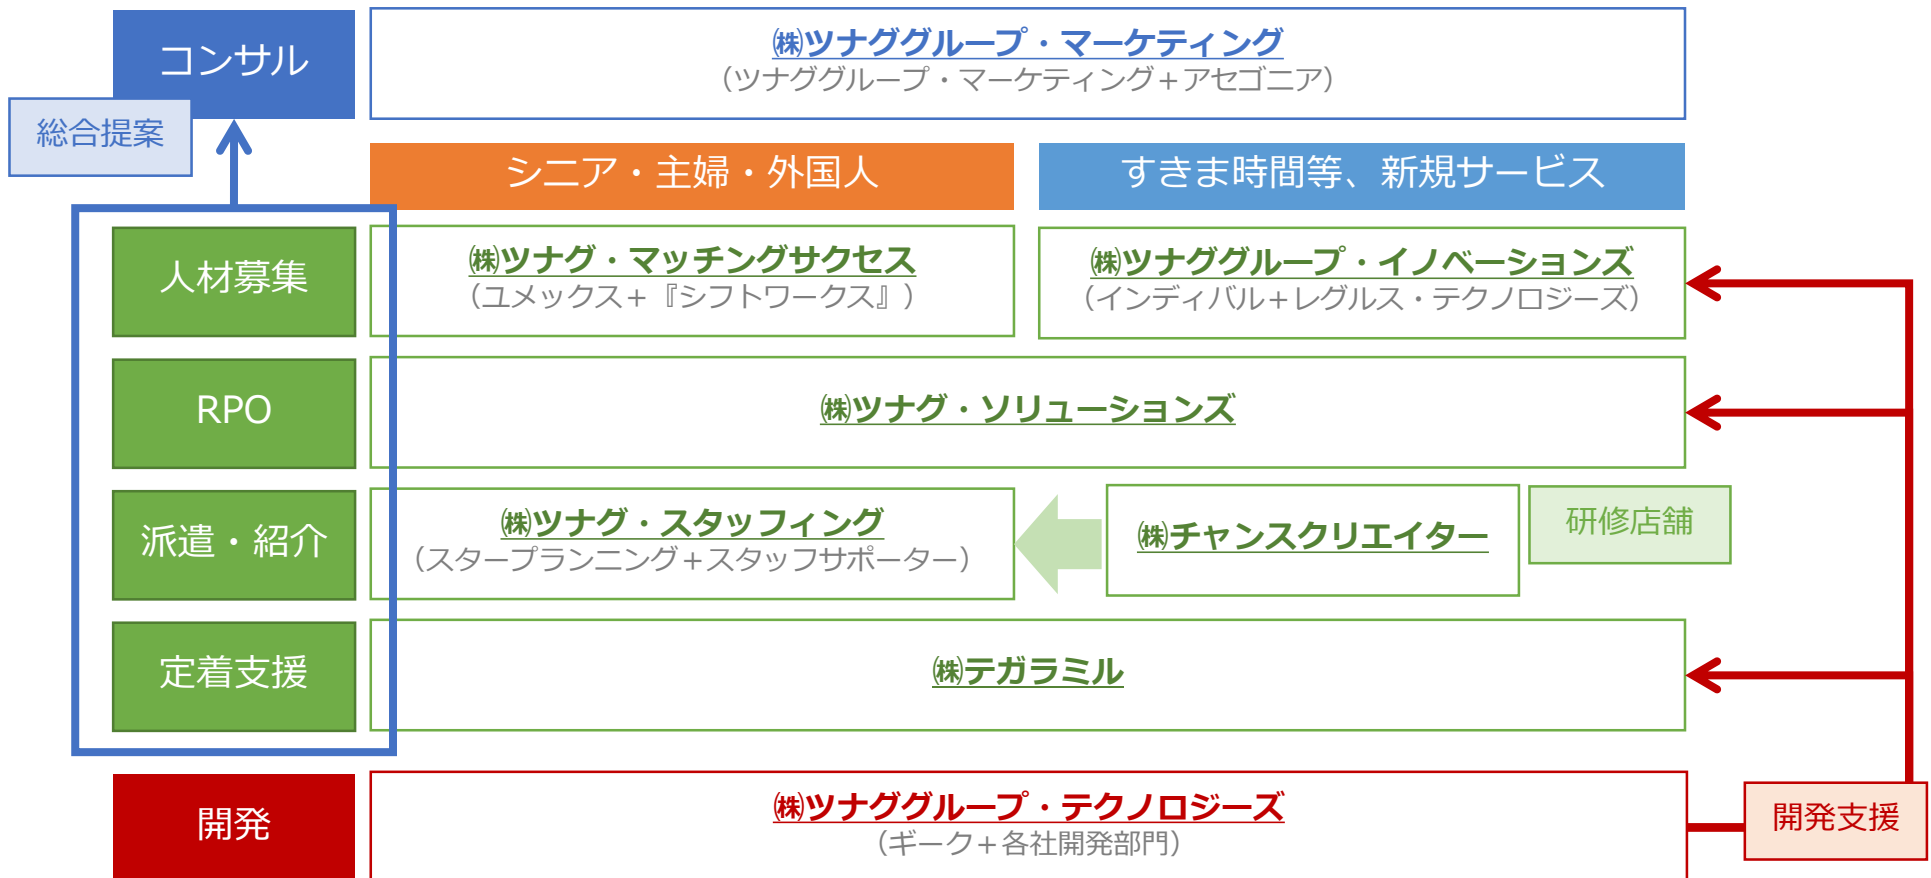 コンサル
㈱ツナググループ・マーケティング
（ツナググループ・マーケティング＋アセゴニア）
総合提案
シニア・主婦・外国人
すきま時間等、新規サービス
人材募集
㈱ツナグ・マッチングサクセス
（ユメックス＋『シフトワークス』）
㈱ツナググループ・イノベーションズ
（インディバル＋レグルス・テクノロジーズ）
RPO
㈱ツナグ・ソリューションズ
派遣・紹介
㈱ツナグ・スタッフィング
（スタープランニング＋スタッフサポーター）
㈱チャンスクリエイター
研修店舗
定着支援
㈱テガラミル
開発
㈱ツナググループ・テクノロジーズ
（ギーク＋各社開発部門）
開発支援